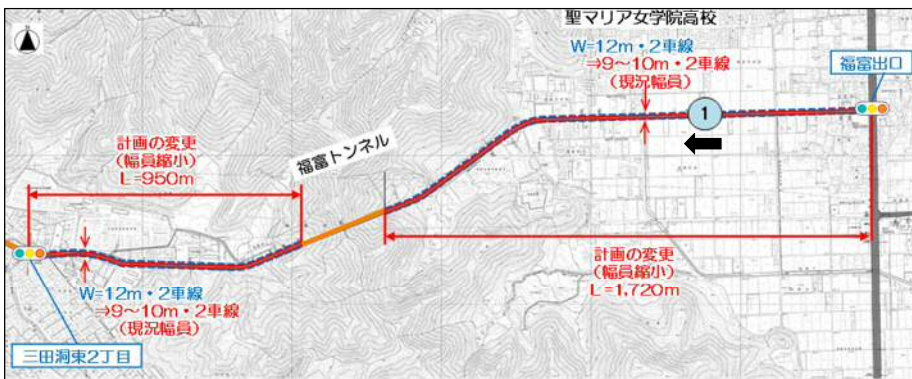 聖マリア女学院高校
W=12m・2車線
⇒9～10m・2車線
(現況幅員)
福富出口
1
計画の変更
(幅員縮小)
L=950m
福富トンネル
計画の変更
(幅員縮小)
L=1,720m
W=12m・2車線
⇒9～10m・2車線
(現況幅員)
三田洞東2丁目